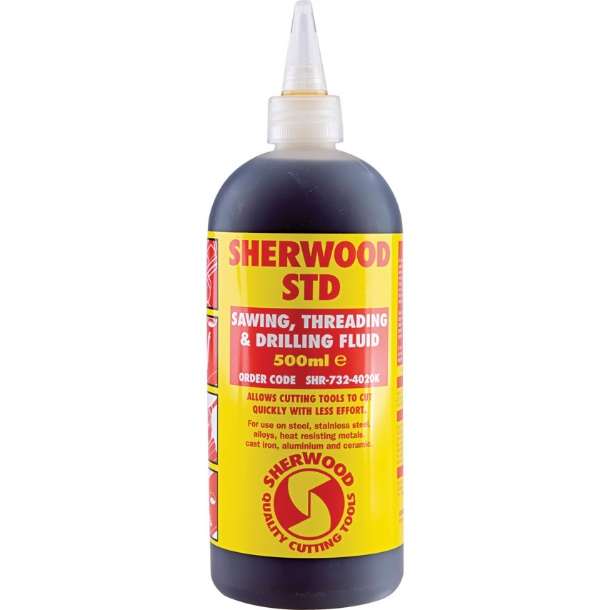 SHERWOOD
STD
SAWING, THREADING
& DRILLING FLUID
500ml e
ORDER CODE SHR-732-4020K
ALLOWS CUTTING TOOLS TO CUT
QUICKLY WITH LESS EFFORT.
For use on steel, stainless steel,
alloys, heat resisting metals,
cast iron, aluminium and ceramic.
SHERWOOD
QUALITY CUTTING TOOLS